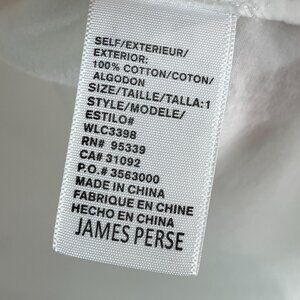 SELF/EXTERIEUR/
EXTERIOR:
100% COTTON/COTON/
ALGODON
SIZE/TAILLE/TALLA:1
STYLE/MODELE/
ESTILO#
WLC3398
RN# 95339
CA# 31092
P.O.# 3563000
MADE IN CHINA
FABRIQUE EN CHINE
HECHO EN CHINA
JAMES PERSE